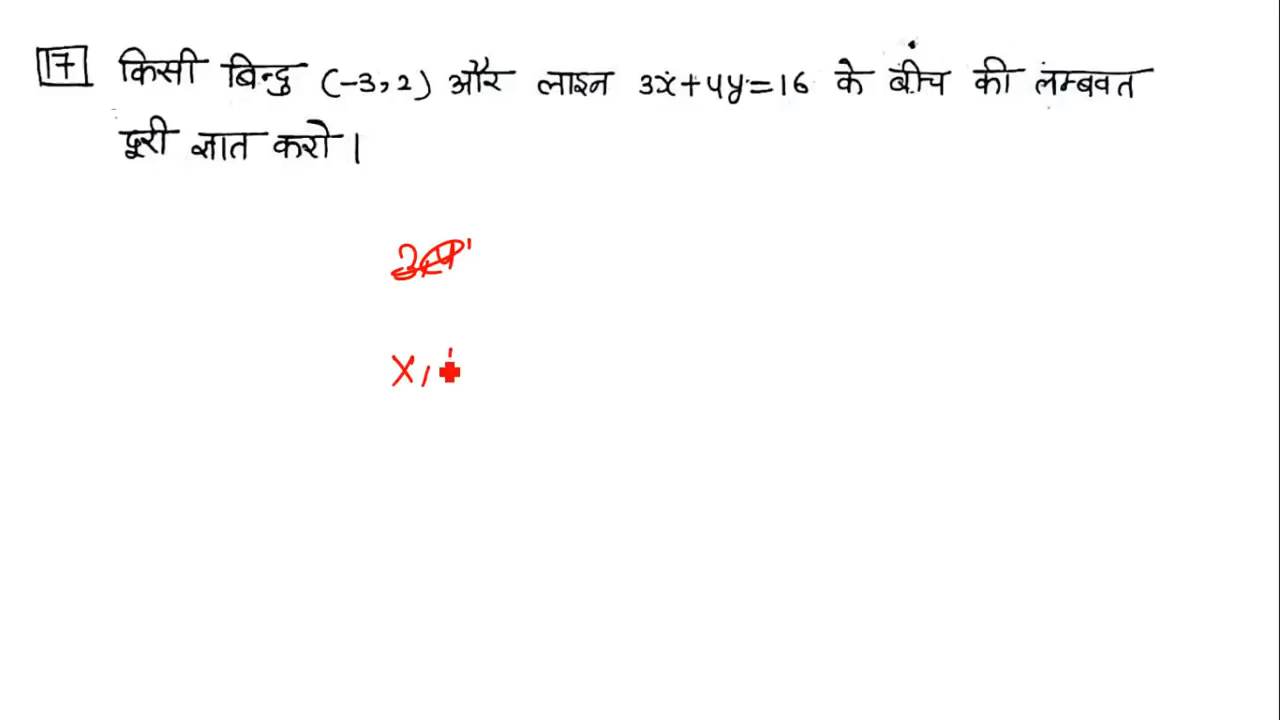 17 किसी बिन्दु (-3,2) और लाइन 3x+4y=16 के बीच की लम्बवत
दूरी ज्ञात करो।
x,